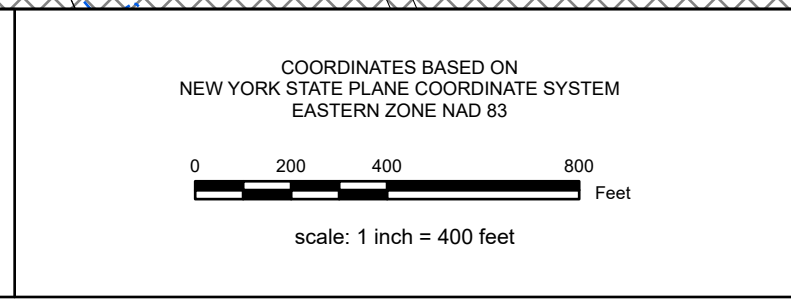 COORDINATES BASED ON
NEW YORK STATE PLANE COORDINATE SYSTEM
EASTERN ZONE NAD 83
0 200 400 800
Feet
scale: 1 inch = 400 feet